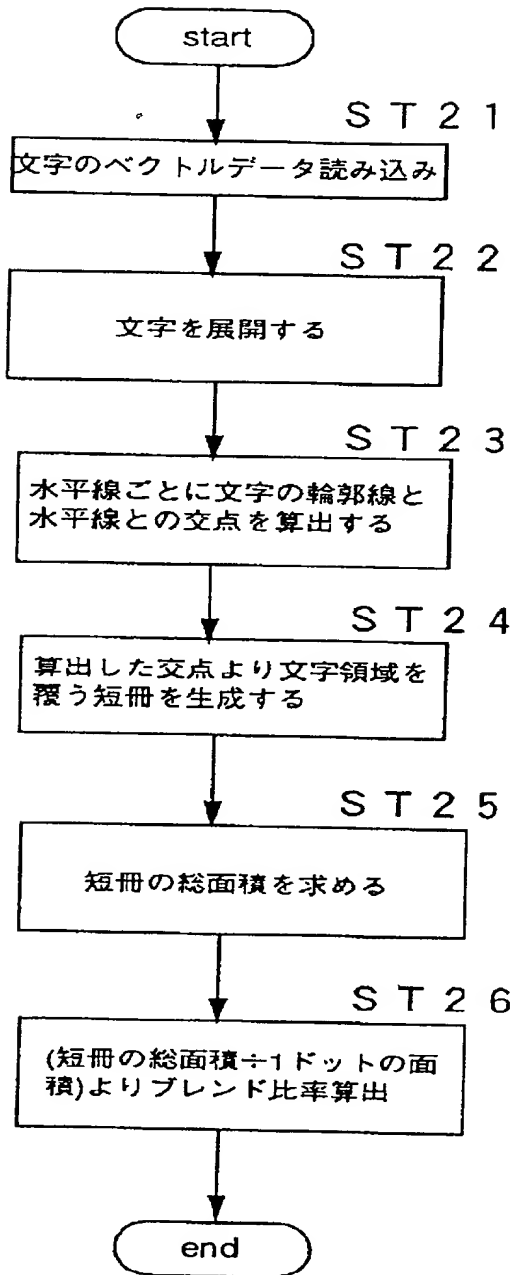 start
ST21
文字のベクトルデータ読み込み
ST22
文字を展開する
ST23
水平線ごとに文字の輪郭線と
水平線との交点を算出する
ST24
算出した交点より文字領域を
覆う短冊を生成する
ST25
短冊の総面積を求める
ST26
(短冊の総面積÷1ドットの面
積)よりブレンド比率算出
end